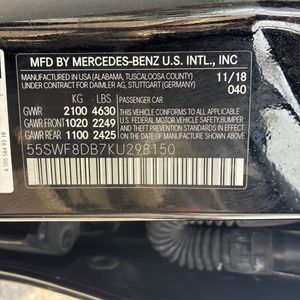 MFD BY MERCEDES-BENZ U.S. INTL., INC
MANUFACTURED IN USA (ALABAMA, TUSCALOOSA COUNTY) 11/18
UNDER CONTRACT FOR DAIMLER AG, STUTTGART/GERMANY 040
KG LBS PASSENGER CAR
GVWR 2100 4630 THIS VEHICLE CONFORMS TO ALL APPLICABLE
GAWR FRONT 1020 2249 U.S. FEDERAL MOTOR VEHICLE SAFETY, BUMPER,
GAWR REAR 1100 2425 AND THEFT PREVENTION STANDARDS IN EFFECT ON THE DATE OF MANUFACTURE SHOWN ABOVE.
55SWF8DB7KU298150